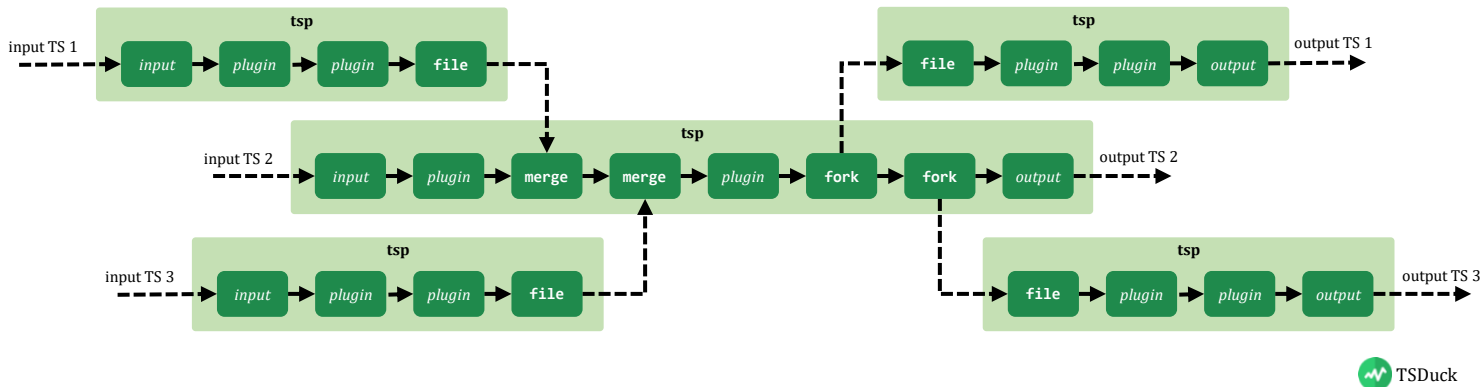 tsp
input TS 1
input plugin plugin file
tsp
file plugin plugin output
output TS 1
tsp
input TS 2
input plugin merge merge plugin fork fork output
output TS 2
tsp
input TS 3
input plugin plugin file
tsp
file plugin plugin output
output TS 3
TSDuck